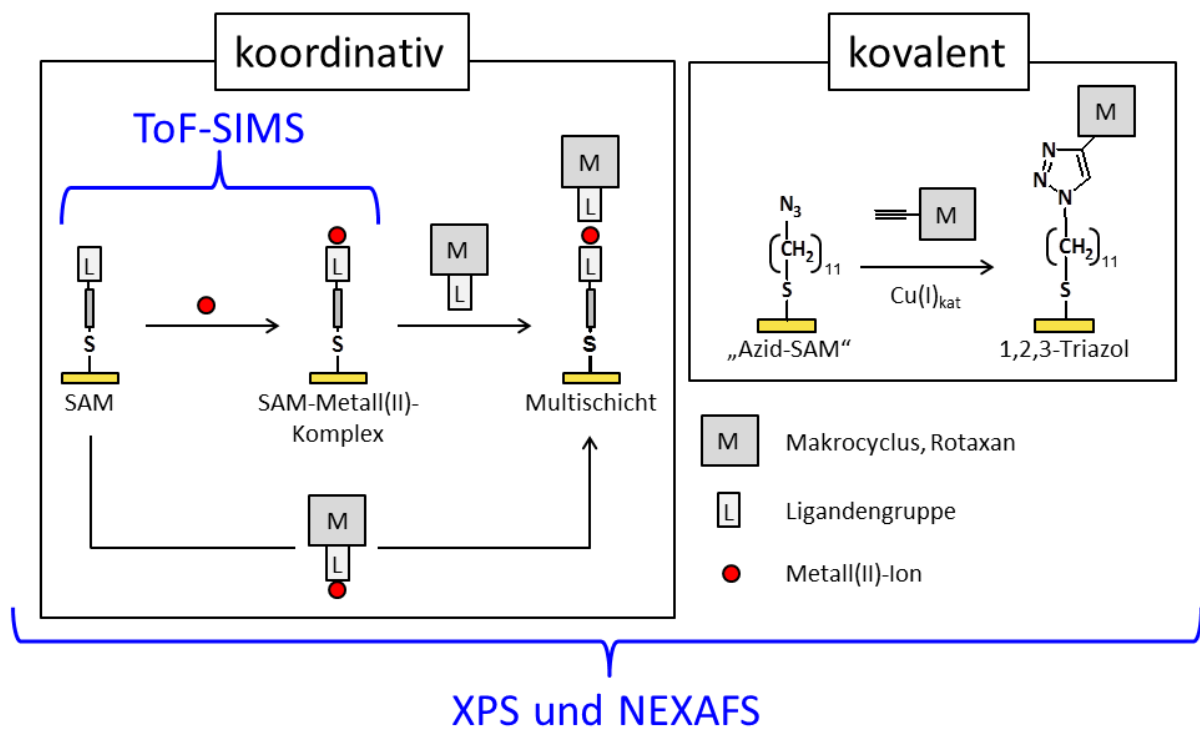 koordinativ
ToF-SIMS
L
S
SAM
L
S
SAM-Metall(II)-
Komplex
M
L
M
L
L
S
Multischicht
M
L
kovalent
N₃
(CH₂)₁₁
S
„Azid-SAM“
M
Cu(I)kat
M
N
N
N
(CH₂)₁₁
S
1,2,3-Triazol
M Makrocyclus, Rotaxan
L Ligandengruppe
Metall(II)-Ion
XPS und NEXAFS